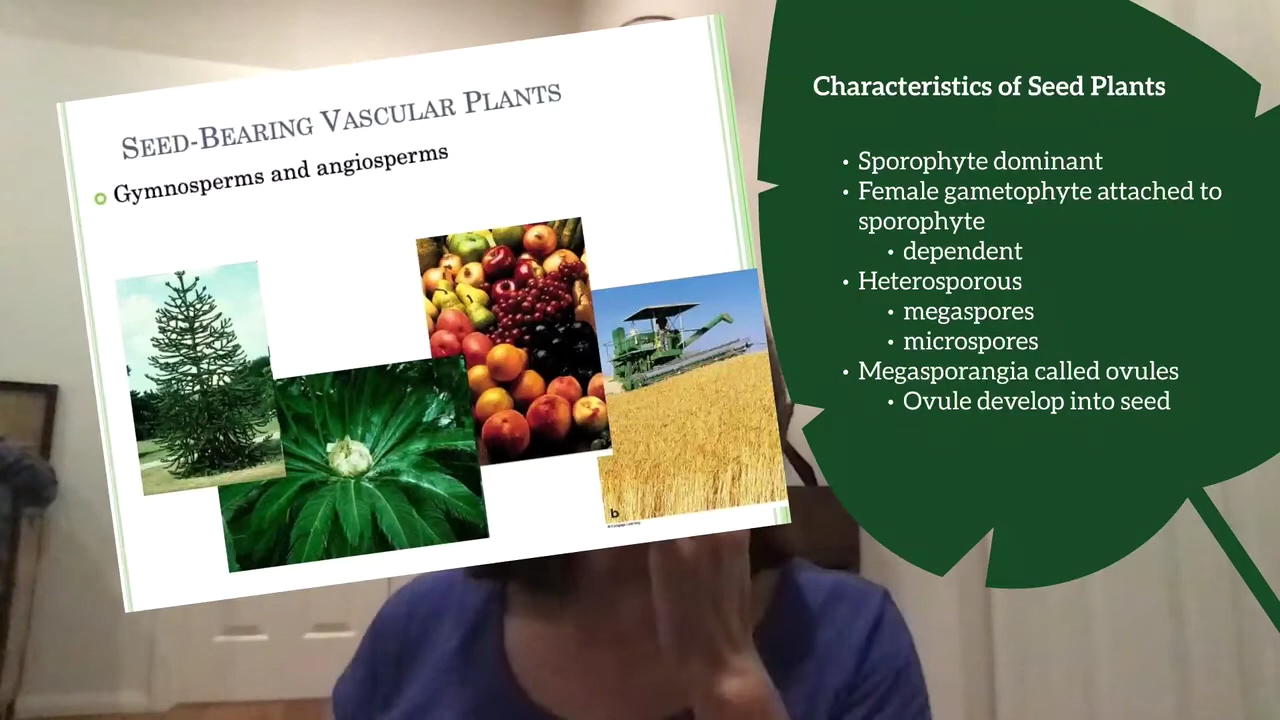 SEED-BEARING VASCULAR PLANTS
Gymnosperms and angiosperms
b
Characteristics of Seed Plants
• Sporophyte dominant
• Female gametophyte attached to
sporophyte
• dependent
• Heterosporous
• megaspores
• microspores
• Megasporangia called ovules
• Ovule develop into seed